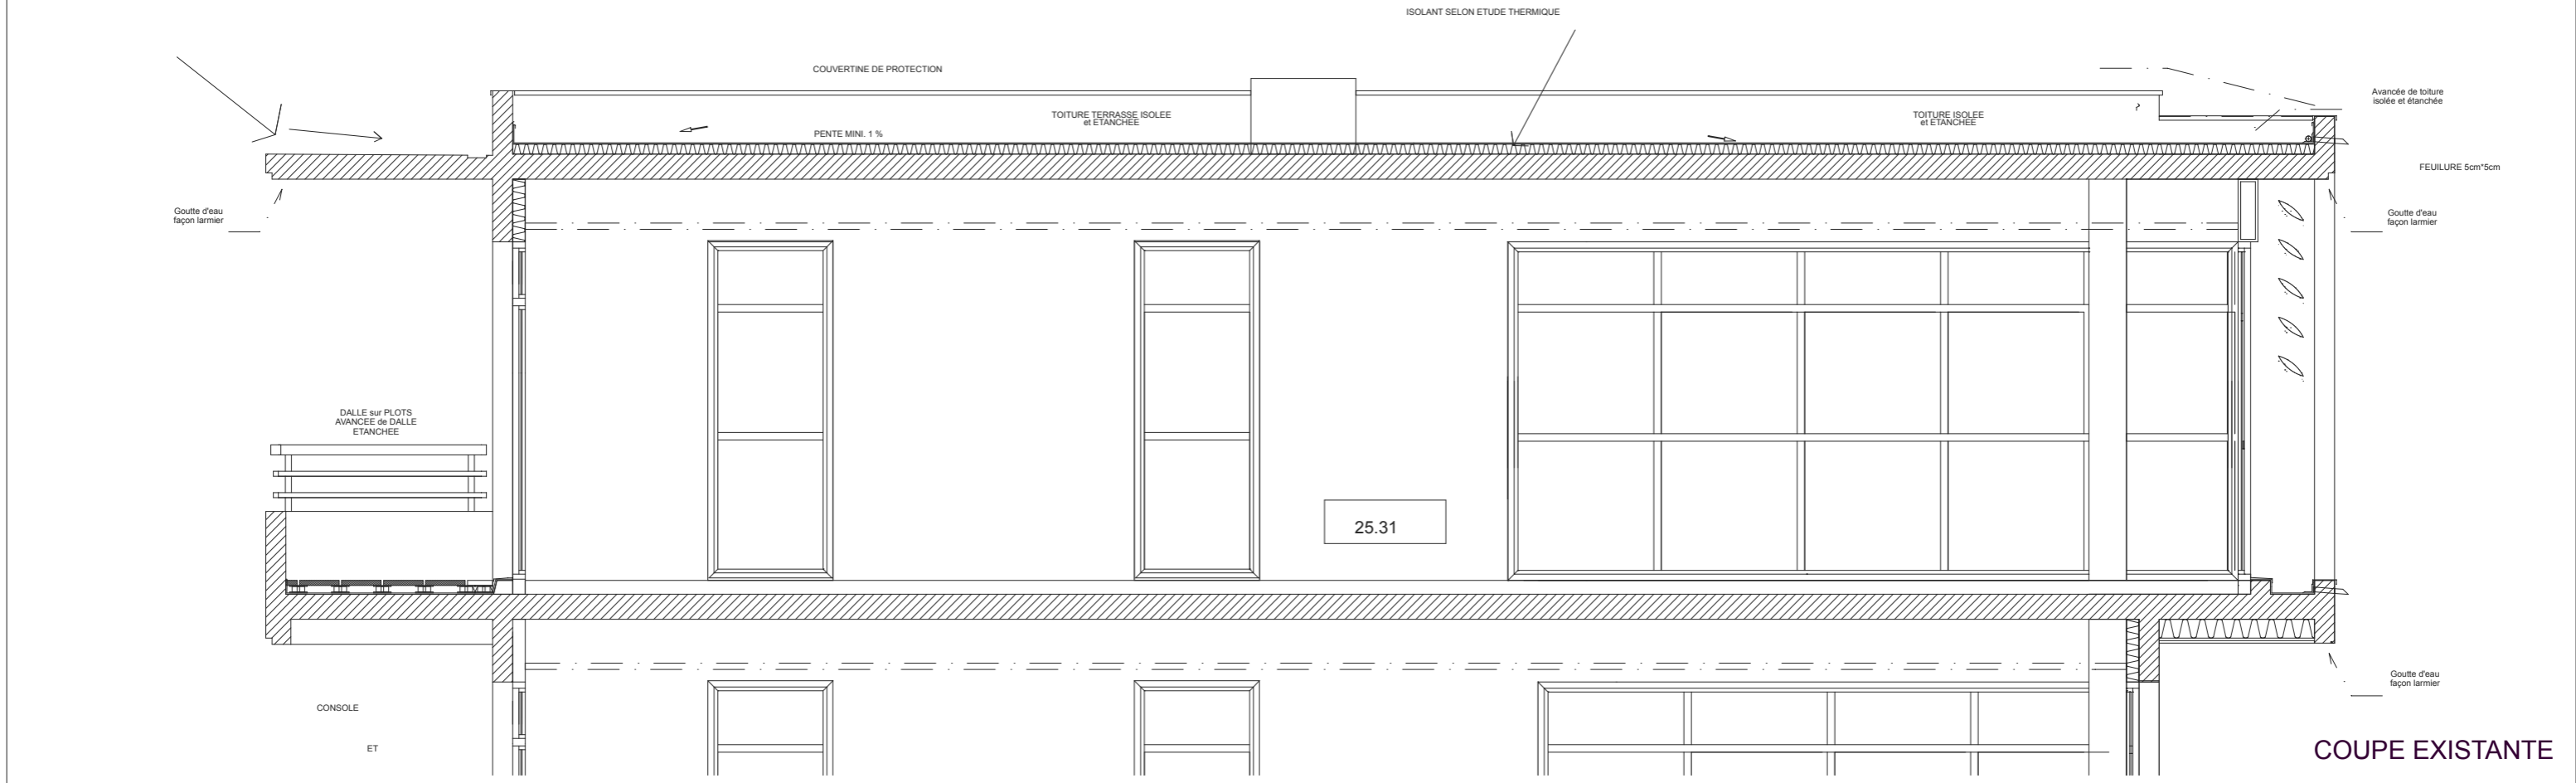 ISOLANT SELON ETUDE THERMIQUE
COUVERTINE DE PROTECTION
Avancée de toiture
isolée et étanchée
TOITURE TERRASSE ISOLEE
et ETANCHEE
TOITURE ISOLEE
et ETANCHEE
PENTE MINI. 1 %
FEUILURE 5cm*5cm
Goutte d'eau
façon larmier
Goutte d'eau
façon larmier
DALLE sur PLOTS
AVANCEE de DALLE
ETANCHEE
25.31
Goutte d'eau
façon larmier
CONSOLE
ET
COUPE EXISTANTE